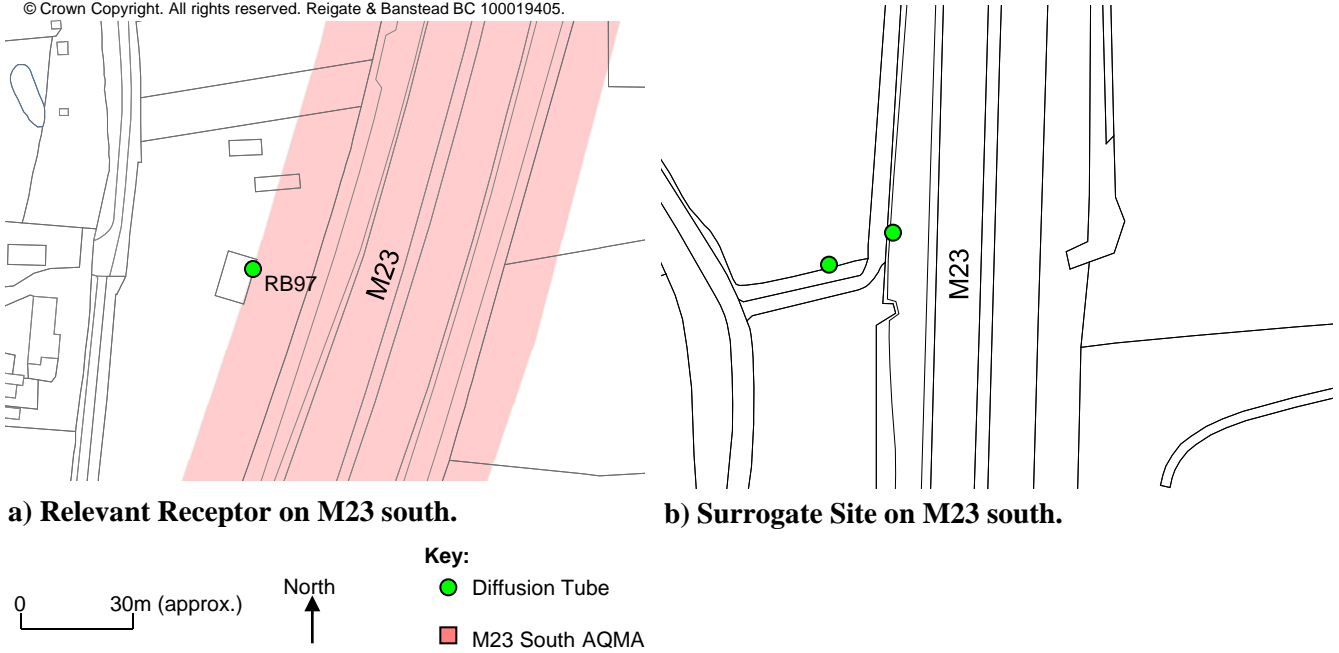 © Crown Copyright. All rights reserved. Reigate & Banstead BC 100019405.
M23
RB97
M23
a) Relevant Receptor on M23 south.
b) Surrogate Site on M23 south.
Key:
North
Diffusion Tube
0 30m (approx.)
M23 South AQMA